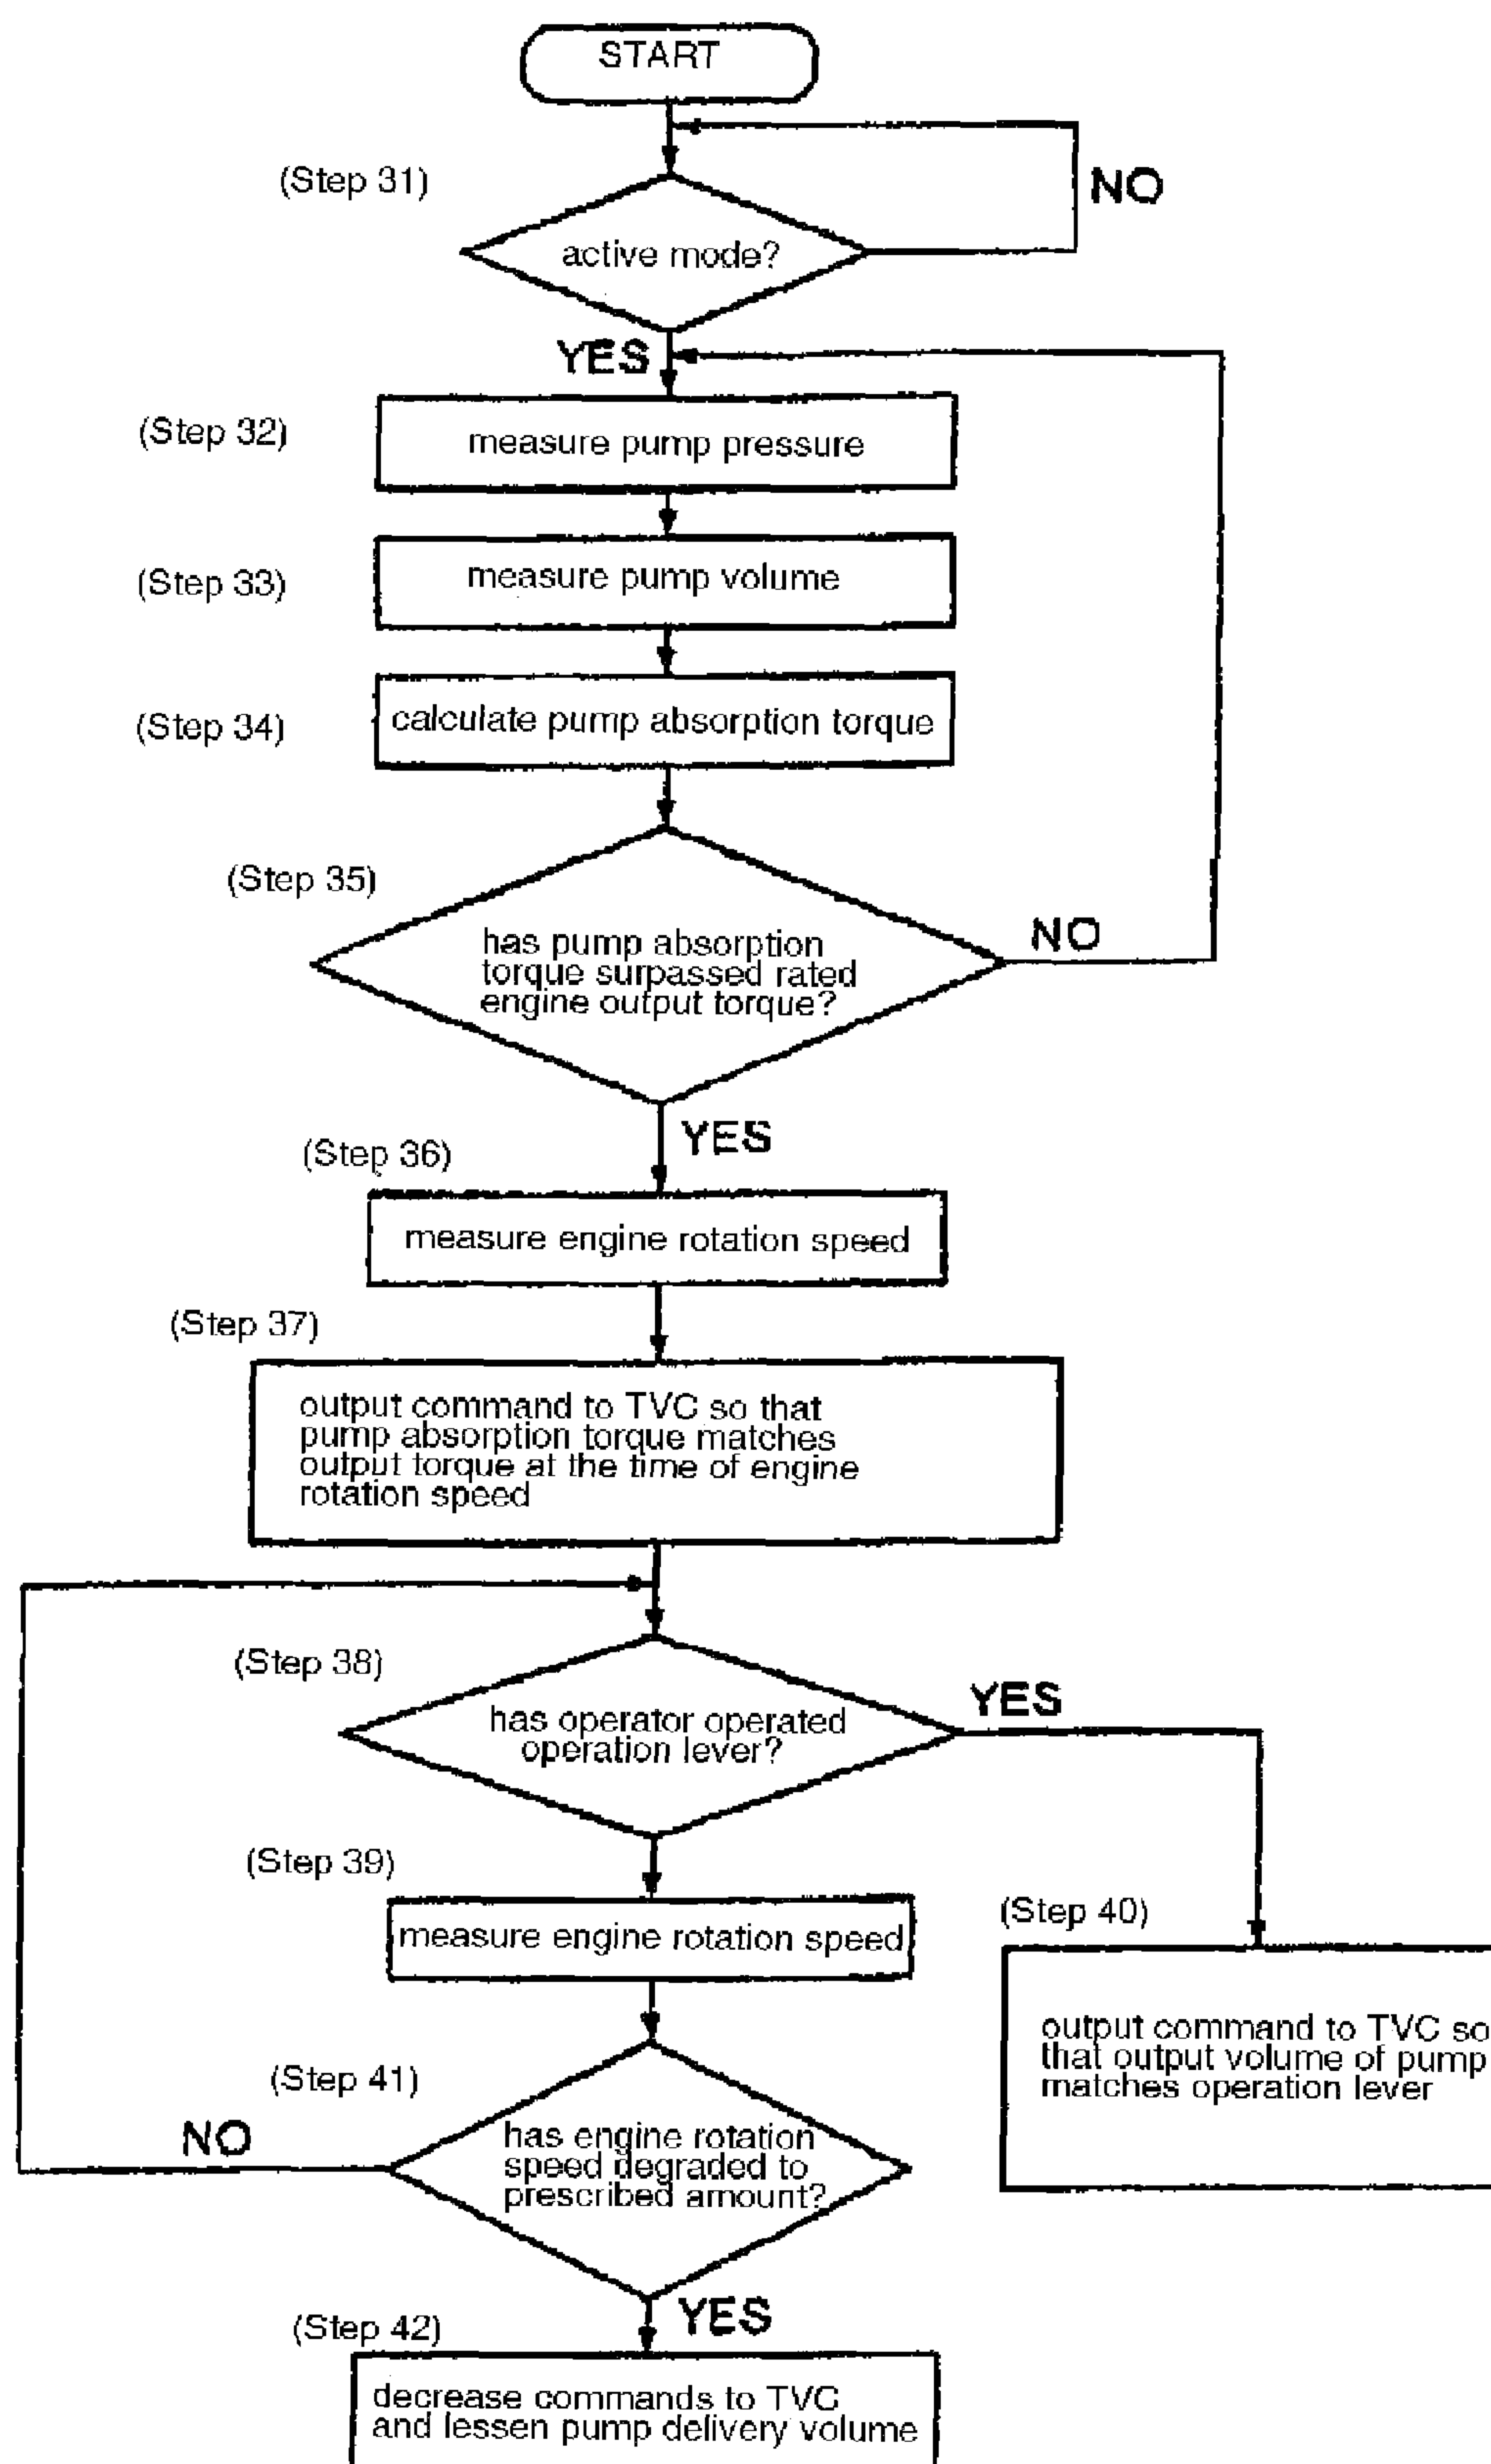 START
(Step 31)
NO
active mode?
YES
(Step 32)
measure pump pressure
(Step 33)
measure pump volume
(Step 34)
calculate pump absorption torque
(Step 35)
has pump absorption
torque surpassed rated
engine output torque?
NO
YES
(Step 36)
measure engine rotation speed
(Step 37)
output command to TVC so that
pump absorption torque matches
output torque at the time of engine
rotation speed
(Step 38)
has operator operated
operation lever?
YES
(Step 39)
measure engine rotation speed
(Step 40)
output command to TVC so
that output volume of pump
matches operation lever
(Step 41)
has engine rotation
speed degraded to
prescribed amount?
NO
YES
(Step 42)
decrease commands to TVC
and lessen pump delivery volume